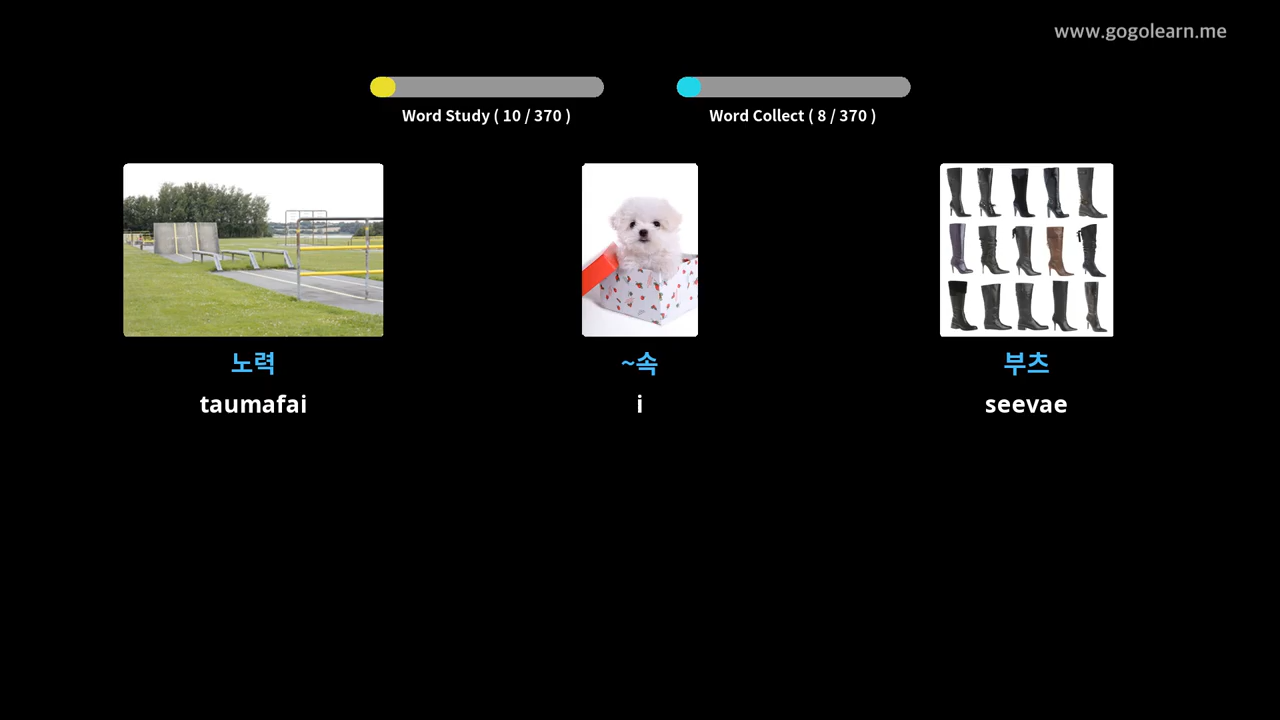 www.gogolearn.me
Word Study ( 10 / 370 )
Word Collect ( 8 / 370 )
노력
~속
부츠
taumafai
i
seevae